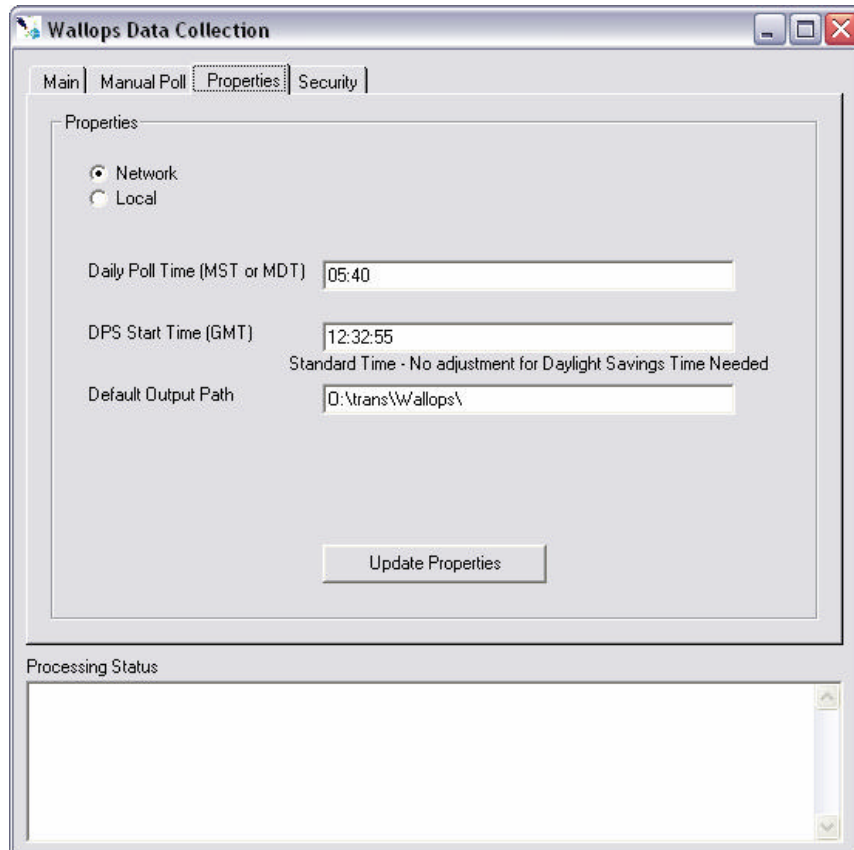 Wallops Data Collection
Main Manual Poll Properties Security
Properties
Network
Local
Daily Poll Time (MST or MDT) 05:40
DPS Start Time (GMT) 12:32:55
Standard Time - No adjustment for Daylight Savings Time Needed
Default Output Path O:\trans\Wallops\
Update Properties
Processing Status